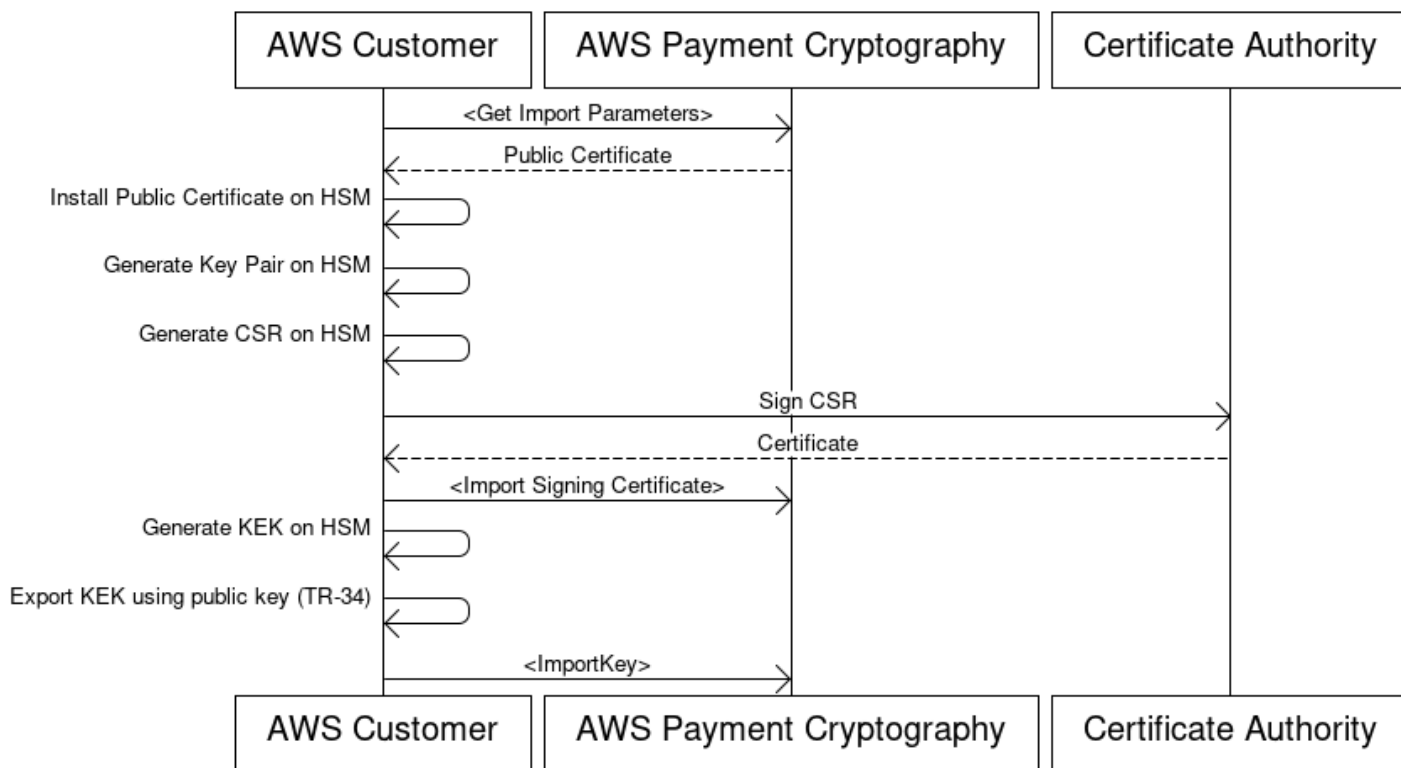 AWS Customer
AWS Payment Cryptography
Certificate Authority
<Get Import Parameters>
Public Certificate
Install Public Certificate on HSM
Generate Key Pair on HSM
Generate CSR on HSM
Sign CSR
Certificate
<Import Signing Certificate>
Generate KEK on HSM
Export KEK using public key (TR-34)
<ImportKey>
AWS Customer
AWS Payment Cryptography
Certificate Authority